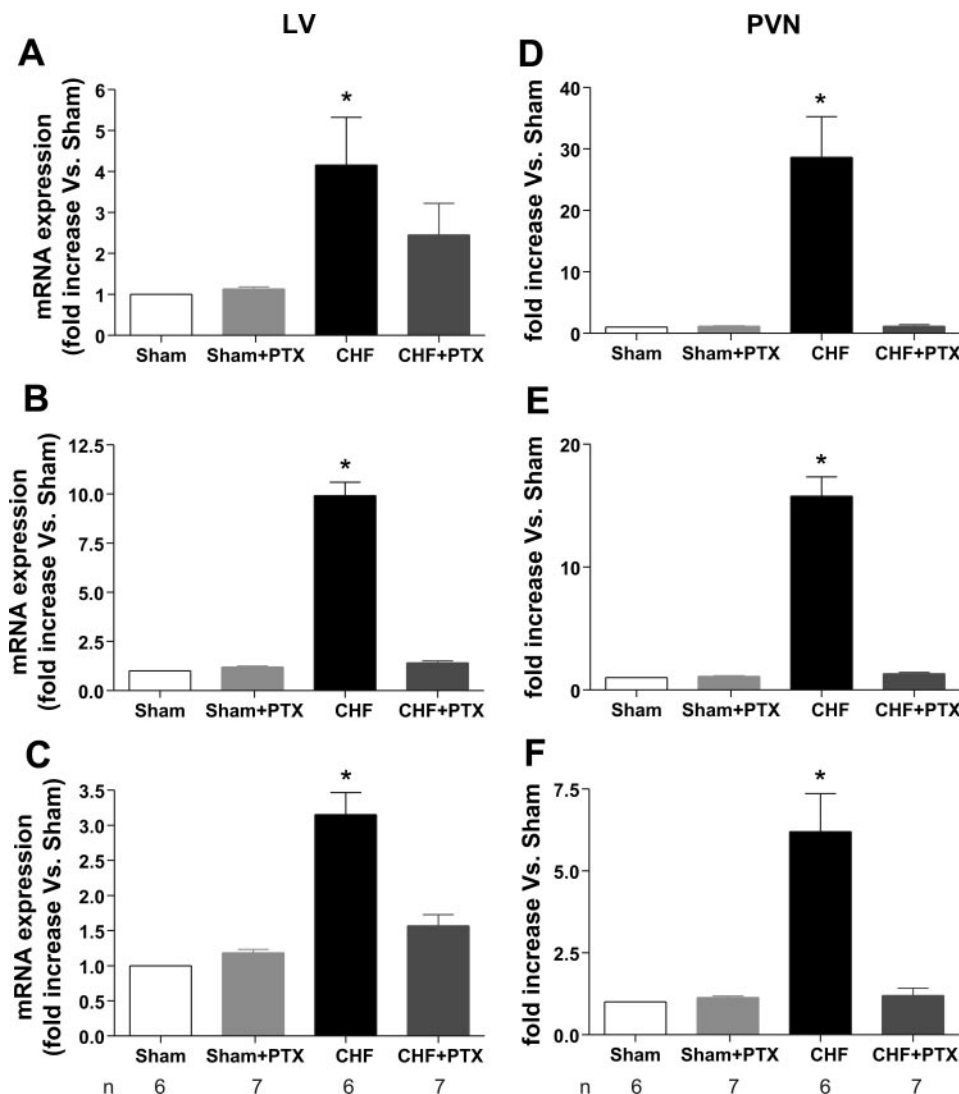 LV
PVN
A
mRNA expression
(fold increase Vs. Sham)
6
5
4
3
2
1
0
*
Sham Sham+PTX CHF CHF+PTX
D
fold increase Vs. Sham
40
30
20
10
0
*
Sham Sham+PTX CHF CHF+PTX
B
mRNA expression
(fold increase Vs. Sham)
12.5
10.0
7.5
5.0
2.5
0.0
*
Sham Sham+PTX CHF CHF+PTX
E
fold increase Vs. Sham
20
10
0
*
Sham Sham+PTX CHF CHF+PTX
C
mRNA expression
(fold increase Vs. Sham)
3.5
3.0
2.5
2.0
1.5
1.0
0.5
0.0
*
Sham Sham+PTX CHF CHF+PTX
n 6 7 6 7
F
fold increase Vs. Sham
7.5
5.0
2.5
0.0
*
Sham Sham+PTX CHF CHF+PTX
n 6 7 6 7